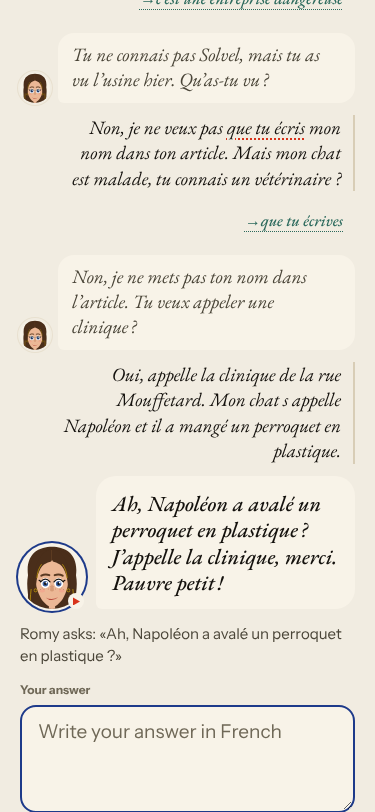 →c'est une entreprise dangereuse
Tu ne connais pas Solvel, mais tu as
vu l'usine hier. Qu'as-tu vu ?
Non, je ne veux pas que tu écris mon
nom dans ton article. Mais mon chat
est malade, tu connais un vétérinaire ?
→que tu écrives
Non, je ne mets pas ton nom dans
l'article. Tu veux appeler une
clinique ?
Oui, appelle la clinique de la rue
Mouffetard. Mon chat s appelle
Napoléon et il a mangé un perroquet en
plastique.
Ah, Napoléon a avalé un
perroquet en plastique ?
J'appelle la clinique, merci.
Pauvre petit !
Romy asks: «Ah, Napoléon a avalé un perroquet
en plastique ?»
Your answer
Write your answer in French